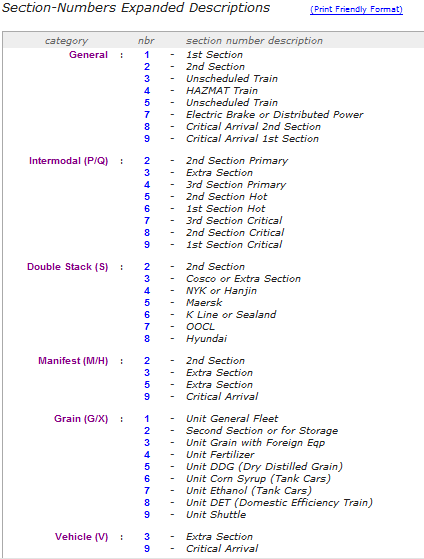 Section-Numbers Expanded Descriptions (Print Friendly Format)
category nbr section number description
General : 1 - 1st Section
2 - 2nd Section
3 - Unscheduled Train
4 - HAZMAT Train
5 - Unscheduled Train
7 - Electric Brake or Distributed Power
8 - Critical Arrival 2nd Section
9 - Critical Arrival 1st Section
Intermodal (P/Q) : 2 - 2nd Section Primary
3 - Extra Section
4 - 3rd Section Primary
5 - 2nd Section Hot
6 - 1st Section Hot
7 - 3rd Section Critical
8 - 2nd Section Critical
9 - 1st Section Critical
Double Stack (S) : 2 - 2nd Section
3 - Cosco or Extra Section
4 - NYK or Hanjin
5 - Maersk
6 - K Line or Sealand
7 - OOCL
8 - Hyundai
Manifest (M/H) : 2 - 2nd Section
3 - Extra Section
5 - Extra Section
9 - Critical Arrival
Grain (G/X) : 1 - Unit General Fleet
2 - Second Section or for Storage
3 - Unit Grain with Foreign Eqp
4 - Unit Fertilizer
5 - Unit DDG (Dry Distilled Grain)
6 - Unit Corn Syrup (Tank Cars)
7 - Unit Ethanol (Tank Cars)
8 - Unit DET (Domestic Efficiency Train)
9 - Unit Shuttle
Vehicle (V) : 3 - Extra Section
9 - Critical Arrival